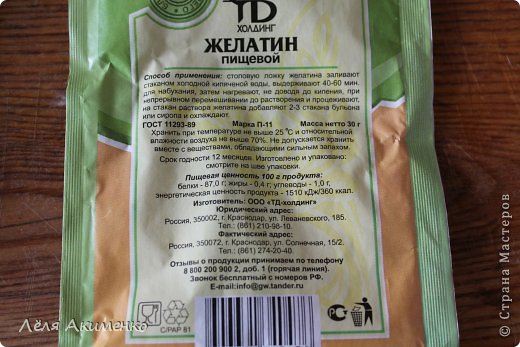 ТД
ХОЛДИНГ
ЖЕЛАТИН
ПИЩЕВОЙ
Способ применения: столовую ложку желатина заливают
стаканом холодной кипяченой воды, выдерживают 40-60 мин.
для набухания, затем нагревают, не доводя до кипения, при
непрерывном перемешивании до растворения и процеживают,
на стакан раствора желатина добавляют 2-3 стакана бульона
или сиропа и охлаждают.
ГОСТ 11293-89 Марка П-11 Масса нетто 30 г
Хранить при температуре не выше 25 °С и относительной
влажности воздуха не выше 70%. Не допускается хранить
вместе с веществами, обладающими сильным запахом.
Срок годности 12 месяцев. Изготовлено и упаковано:
смотрите на шве упаковки.
Пищевая ценность 100 г продукта:
белки - 87,0 г; жиры - 0,4 г; углеводы - 1,0 г,
энергетическая ценность продукта - 1510 кДж/360 ккал.
Изготовитель: ООО «ТД-холдинг»
Юридический адрес:
Россия, 350002, г. Краснодар, ул. Леваневского, 185.
Тел.: (861) 210-98-10.
Фактический адрес:
Россия, 350072, г. Краснодар, ул. Солнечная, 15/2.
Тел.: (861) 274-20-40.
Отзывы о продукции принимаем по телефону
8 800 200 900 2, доб. 1 (горячая линия).
Звонок бесплатный с номеров РФ.
E-mail:info@gw.tander.ru
C/PAP 81
Лёля Акименко
© Страна Мастеров